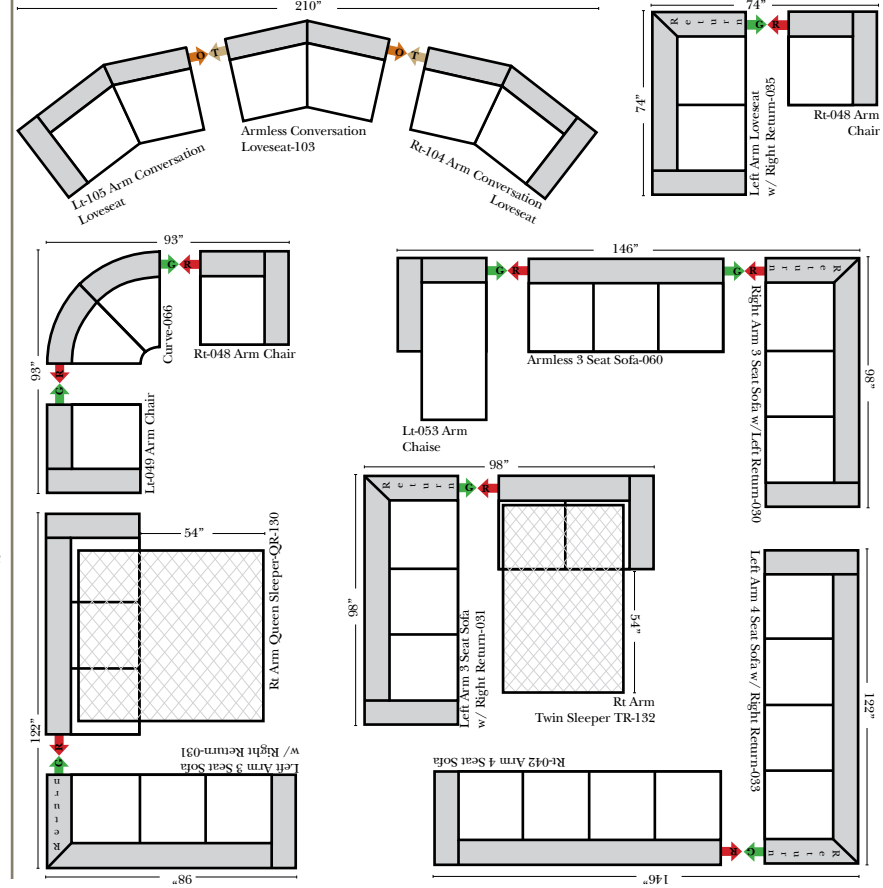 210”
O T
O T
Lt-105 Arm Conversation
Loveseat
Armless Conversation
Loveseat-103
Rt-104 Arm Conversation
Loveseat
74”
74”
Return
G R
Left Arm Loveseat
w/ Right Return-035
Rt-048 Arm
Chair
93”
93”
G R
Curve-066
Rt-048 Arm Chair
R
G
Lt-049 Arm Chair
146”
G R
G R
Return
Lt-053 Arm
Chaise
Armless 3 Seat Sofa-060
Right Arm 3 Seat Sofa w/Left Return-030
98”
122”
54”
Rt Arm Queen Sleeper-QR-130
R
G
Return
Left Arm 3 Seat Sofa
w/ Right Return-031
98”
98”
98”
Return
G R
Left Arm 3 Seat Sofa
w/ Right Return-031
54”
Rt Arm
Twin Sleeper TR-132
Left Arm 4 Seat Sofa w/ Right Return-033
122”
Rt-042 Arm 4 Seat Sofa
R G
Return
146”